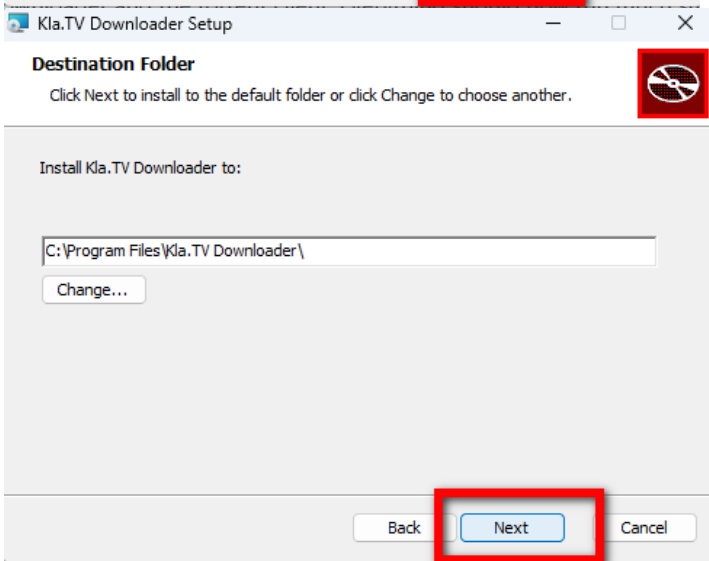 Kla.TV Downloader Setup
Destination Folder
Click Next to install to the default folder or click Change to choose another.
Install Kla.TV Downloader to:
C:\Program Files\Kla.TV Downloader\
Change...
Back
Next
Cancel